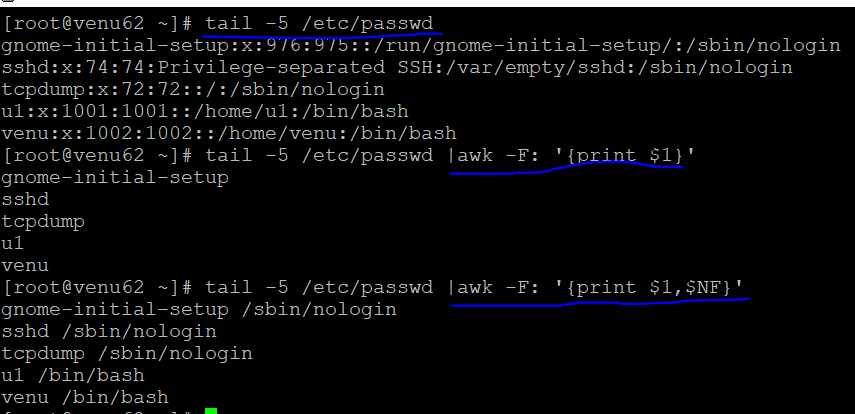 [root@venu62 ~]# tail -5 /etc/passwd
gnome-initial-setup:x:976:975::/run/gnome-initial-setup/:/sbin/nologin
sshd:x:74:74:Privilege-separated SSH:/var/empty/sshd:/sbin/nologin
tcpdump:x:72:72::/:/sbin/nologin
u1:x:1001:1001::/home/u1:/bin/bash
venu:x:1002:1002::/home/venu:/bin/bash
[root@venu62 ~]# tail -5 /etc/passwd |awk -F: '{print $1}'
gnome-initial-setup
sshd
tcpdump
u1
venu
[root@venu62 ~]# tail -5 /etc/passwd |awk -F: '{print $1,$NF}'
gnome-initial-setup /sbin/nologin
sshd /sbin/nologin
tcpdump /sbin/nologin
u1 /bin/bash
venu /bin/bash
[root@venu62 ~]#